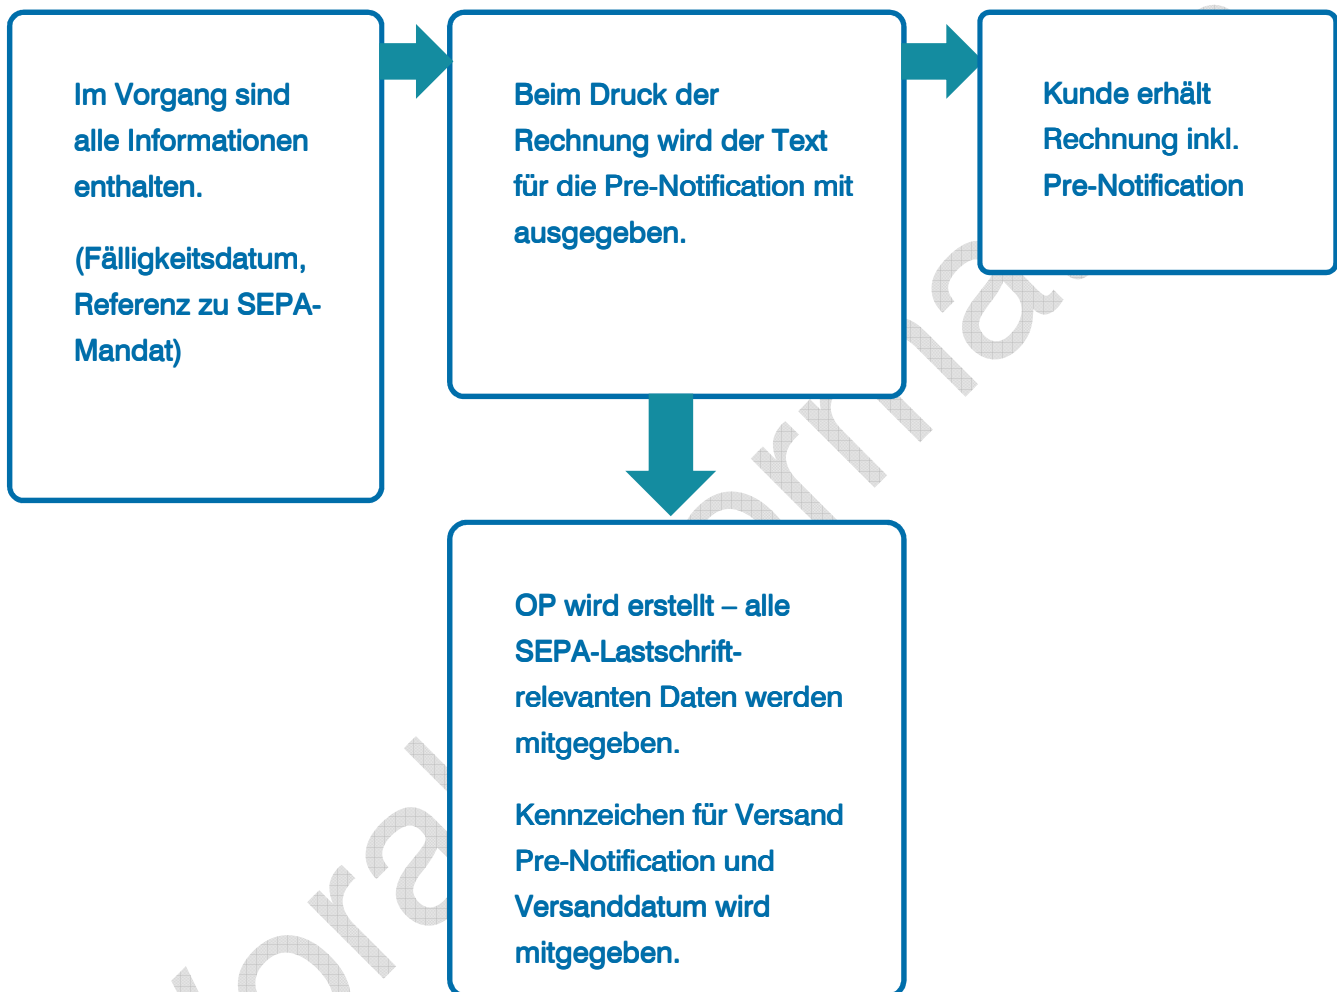 Im Vorgang sind
alle Informationen
enthalten.
(Fälligkeitsdatum,
Referenz zu SEPA-
Mandat)
Beim Druck der
Rechnung wird der Text
für die Pre-Notification mit
ausgegeben.
Kunde erhält
Rechnung inkl.
Pre-Notification
OP wird erstellt – alle
SEPA-Lastschrift-
relevanten Daten werden
mitgegeben.
Kennzeichen für Versand
Pre-Notification und
Versanddatum wird
mitgegeben.